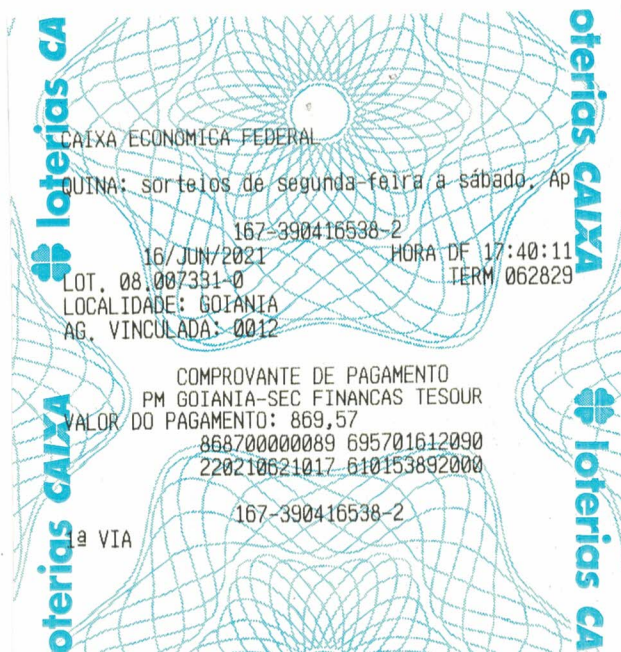 loterias CA
oterias CAIXA
CAIXA ECONOMICA FEDERAL
QUINA: sorteios de segunda-feira a sábado. Ap
167-390416538-2
16/JUN/2021 HORA DF 17:40:11
LOT. 08.007331-0 TERM 062829
LOCALIDADE: GOIANIA
AG. VINCULADA: 0012
COMPROVANTE DE PAGAMENTO
PM GOIANIA-SEC FINANCAS TESOUR
VALOR DO PAGAMENTO: 869,57
868700000089 695701612090
220210621017 610153892000
167-390416538-2
1ª VIA
oterias CAIXA
loterias CA